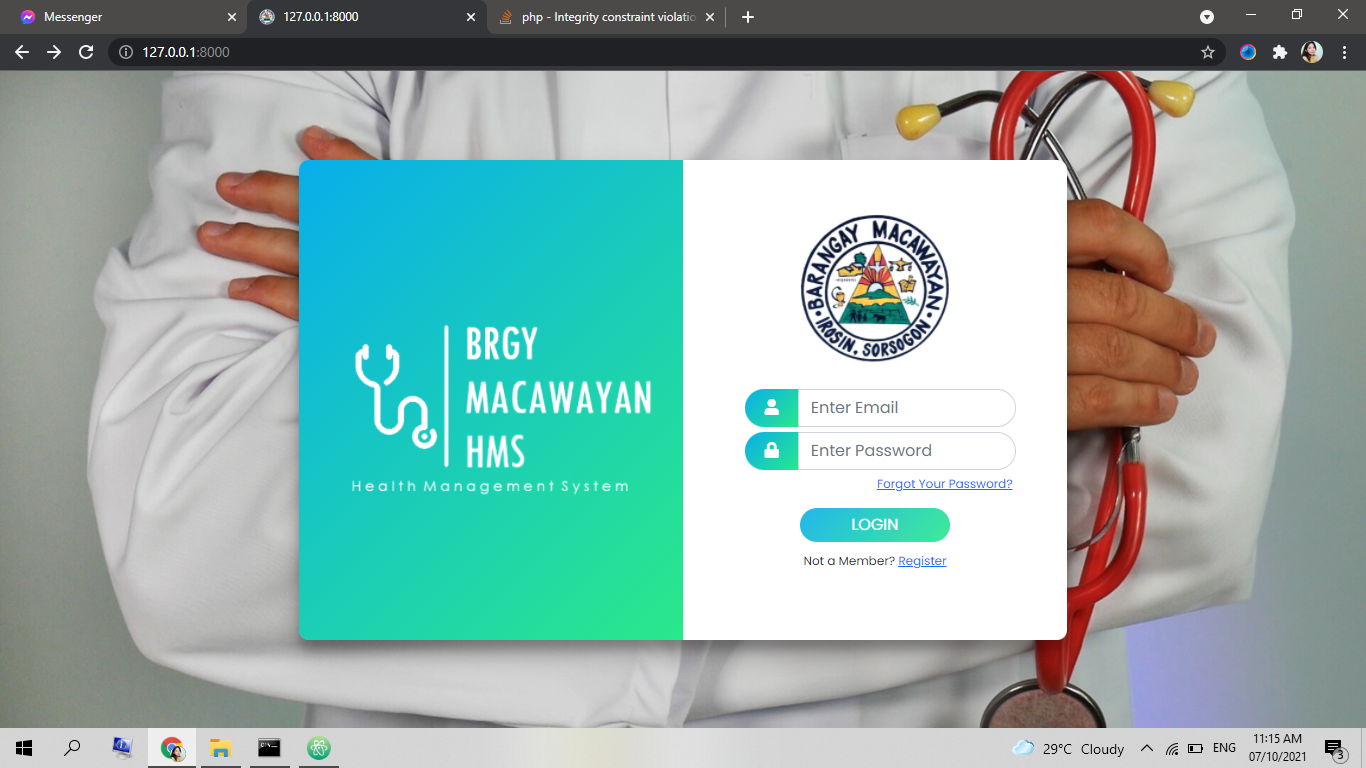 Messenger
127.0.0.1:8000
php - Integrity constraint violatio
127.0.0.1:8000
BARANGAY MACAWAYAN
IROSIN, SORSOGON
BRGY
MACAWAYAN
HMS
Health Management System
Enter Email
Enter Password
Forgot Your Password?
LOGIN
Not a Member? Register
29°C Cloudy
ENG
11:15 AM
07/10/2021
3